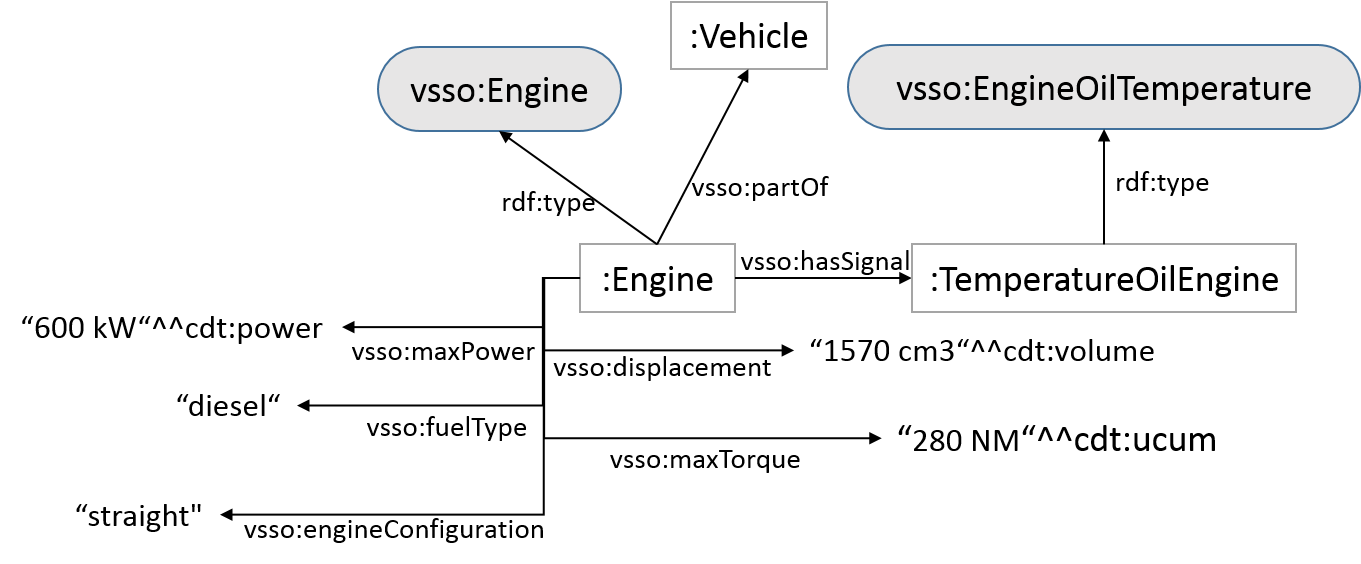 :Vehicle
vsso:Engine
vsso:EngineOilTemperature
rdf:type
vsso:partOf
rdf:type
:Engine
vsso:hasSignal
:TemperatureOilEngine
“600 kW“^^cdt:power
vsso:maxPower
vsso:displacement
“1570 cm3“^^cdt:volume
“diesel“
vsso:fuelType
vsso:maxTorque
“280 NM“^^cdt:ucum
“straight"
vsso:engineConfiguration